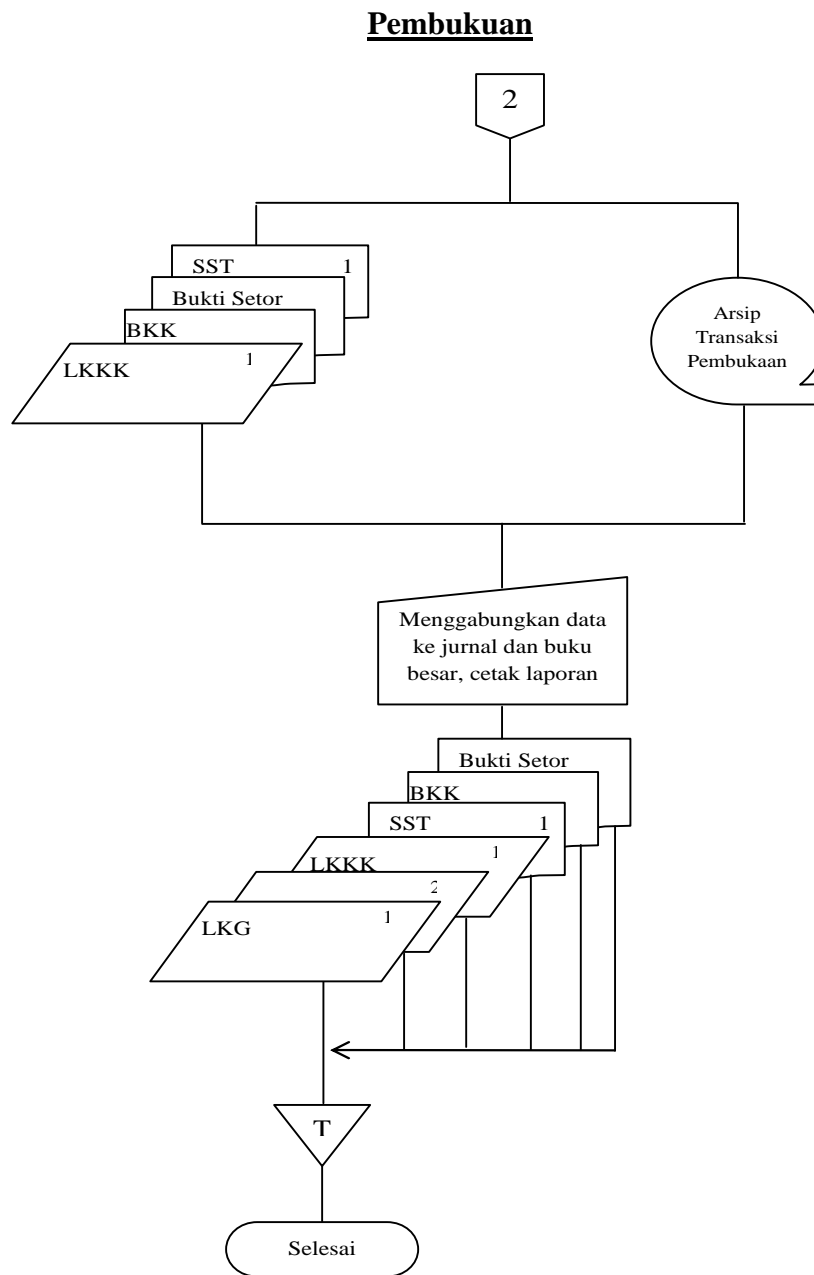 Pembukuan
2
SST 1
Bukti Setor
BKK
LKKK 1
Arsip
Transaksi
Pembukaan
Menggabungkan data
ke jurnal dan buku
besar, cetak laporan
Bukti Setor
BKK
SST 1
LKKK 1
2
LKG 1
T
Selesai